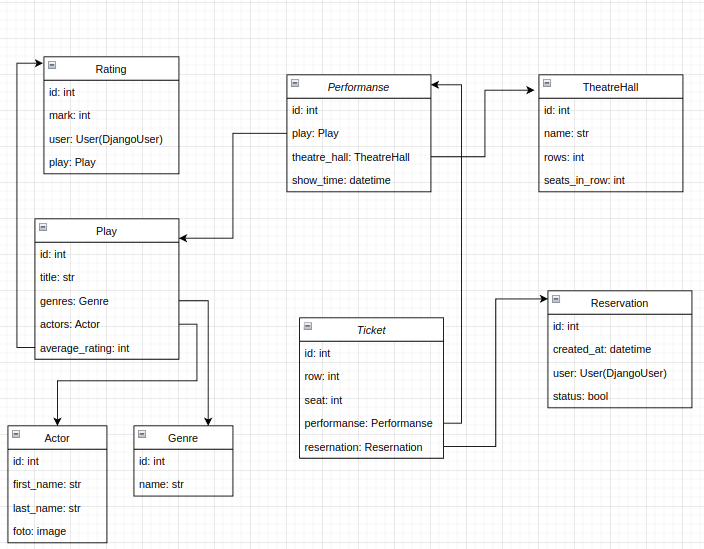 Rating
id: int
mark: int
user: User(DjangoUser)
play: Play
Performanse
id: int
play: Play
theatre_hall: TheatreHall
show_time: datetime
TheatreHall
id: int
name: str
rows: int
seats_in_row: int
Play
id: int
title: str
genres: Genre
actors: Actor
average_rating: int
Ticket
id: int
row: int
seat: int
performanse: Performanse
resernation: Resernation
Reservation
id: int
created_at: datetime
user: User(DjangoUser)
status: bool
Actor
id: int
first_name: str
last_name: str
foto: image
Genre
id: int
name: str